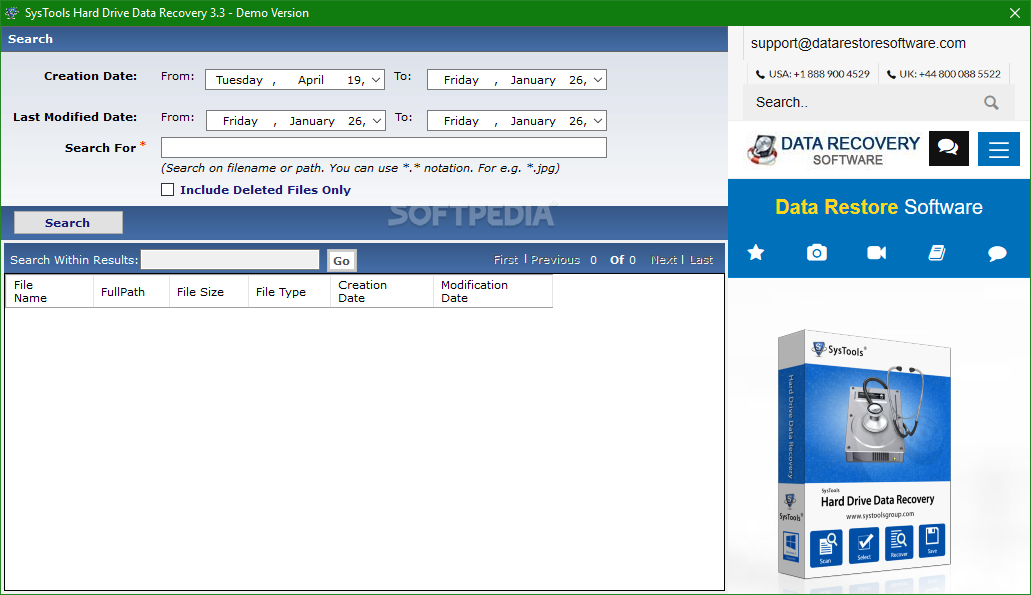 SysTools Hard Drive Data Recovery 3.3 - Demo Version
Search
Creation Date: From: Tuesday , April 19, To: Friday , January 26,
Last Modified Date: From: Friday , January 26, To: Friday , January 26,
Search For *
(Search on filename or path. You can use *.* notation. For e.g. *.jpg)
Include Deleted Files Only
Search
SOFTPEDIA
Search Within Results: Go First | Previous 0 Of 0 Next | Last
File Name FullPath File Size File Type Creation Date Modification Date
support@datarestoresoftware.com
USA: +1 888 900 4529 UK: +44 800 088 5522
Search..
DATA RECOVERY
SOFTWARE
Data Restore Software
SysTools®
Hard Drive Data Recovery
SysTools
Hard Drive Data Recovery
www.systoolsgroup.com
SysTools®
Scan Select Recover Save